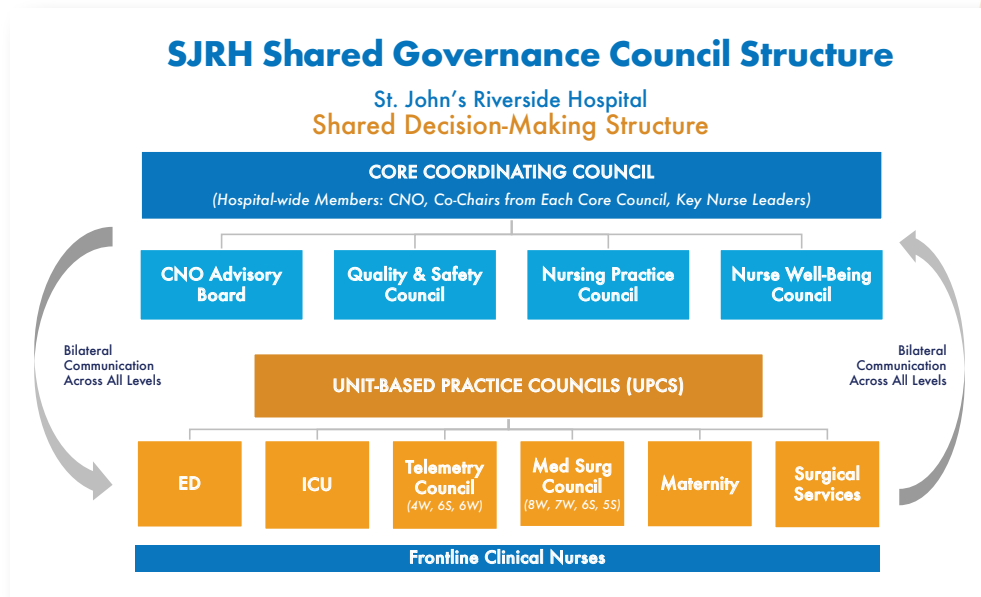 SJRH Shared Governance Council Structure
St. John's Riverside Hospital
Shared Decision-Making Structure
CORE COORDINATING COUNCIL
(Hospital-wide Members: CNO, Co-Chairs from Each Core Council, Key Nurse Leaders)
CNO Advisory
Board
Quality & Safety
Council
Nursing Practice
Council
Nurse Well-Being
Council
Bilateral
Communication
Across All Levels
Bilateral
Communication
Across All Levels
UNIT-BASED PRACTICE COUNCILS (UPCS)
ED
ICU
Telemetry
Council
(4W, 6S, 6W)
Med Surg
Council
(8W, 7W, 6S, 5S)
Maternity
Surgical
Services
Frontline Clinical Nurses